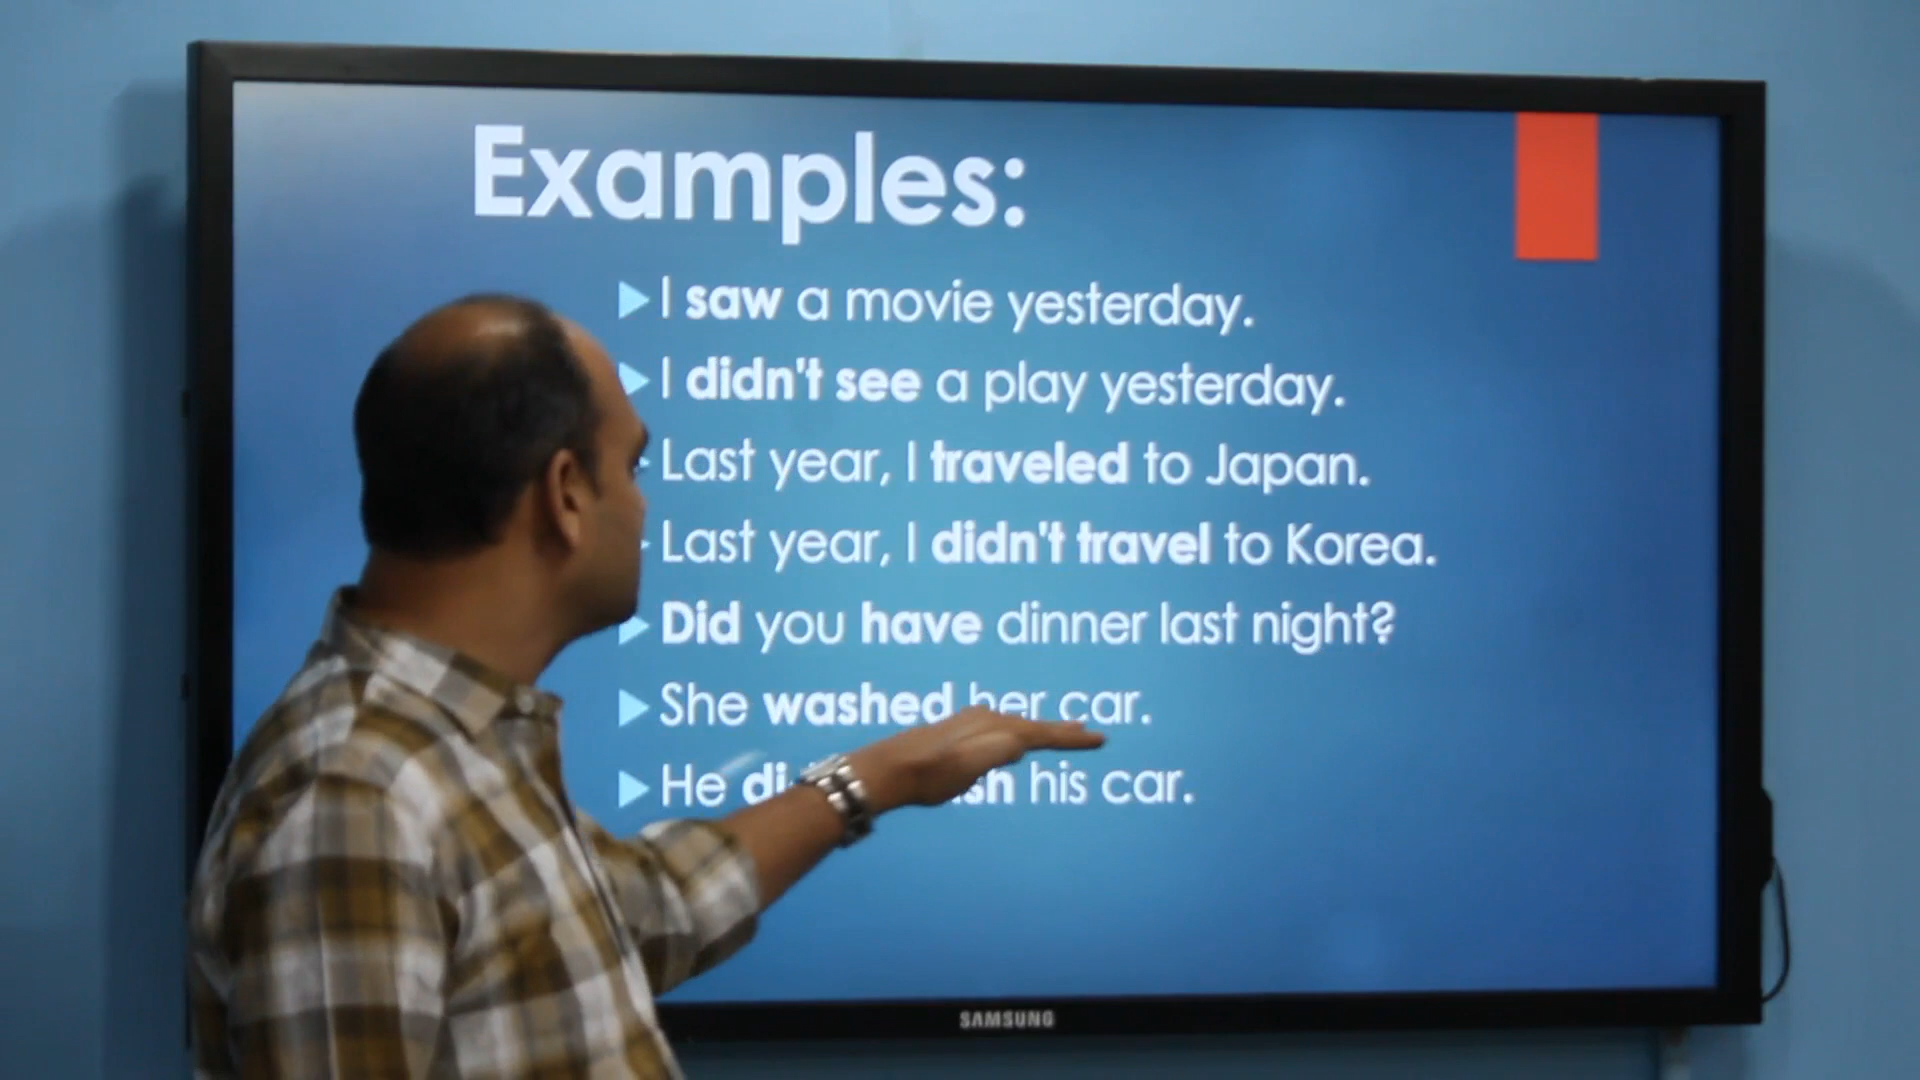 Examples:
I saw a movie yesterday.
I didn't see a play yesterday.
Last year, I traveled to Japan.
Last year, I didn't travel to Korea.
Did you have dinner last night?
She washed her car.
He his car.
SAMSUNG